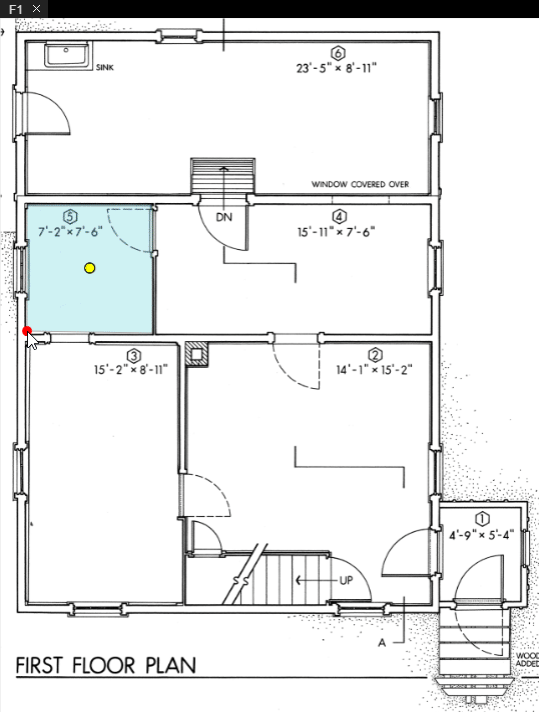 F1 ×
6
23'-5" × 8'-11"
SINK
WINDOW COVERED OVER
5
7'-2" × 7'-6"
DN
4
15'-11" × 7'-6"
3
15'-2" × 8'-11"
2
14'-1" × 15'-2"
1
4'-9" × 5'-4"
UP
A
FIRST FLOOR PLAN
WOOD
ADDED